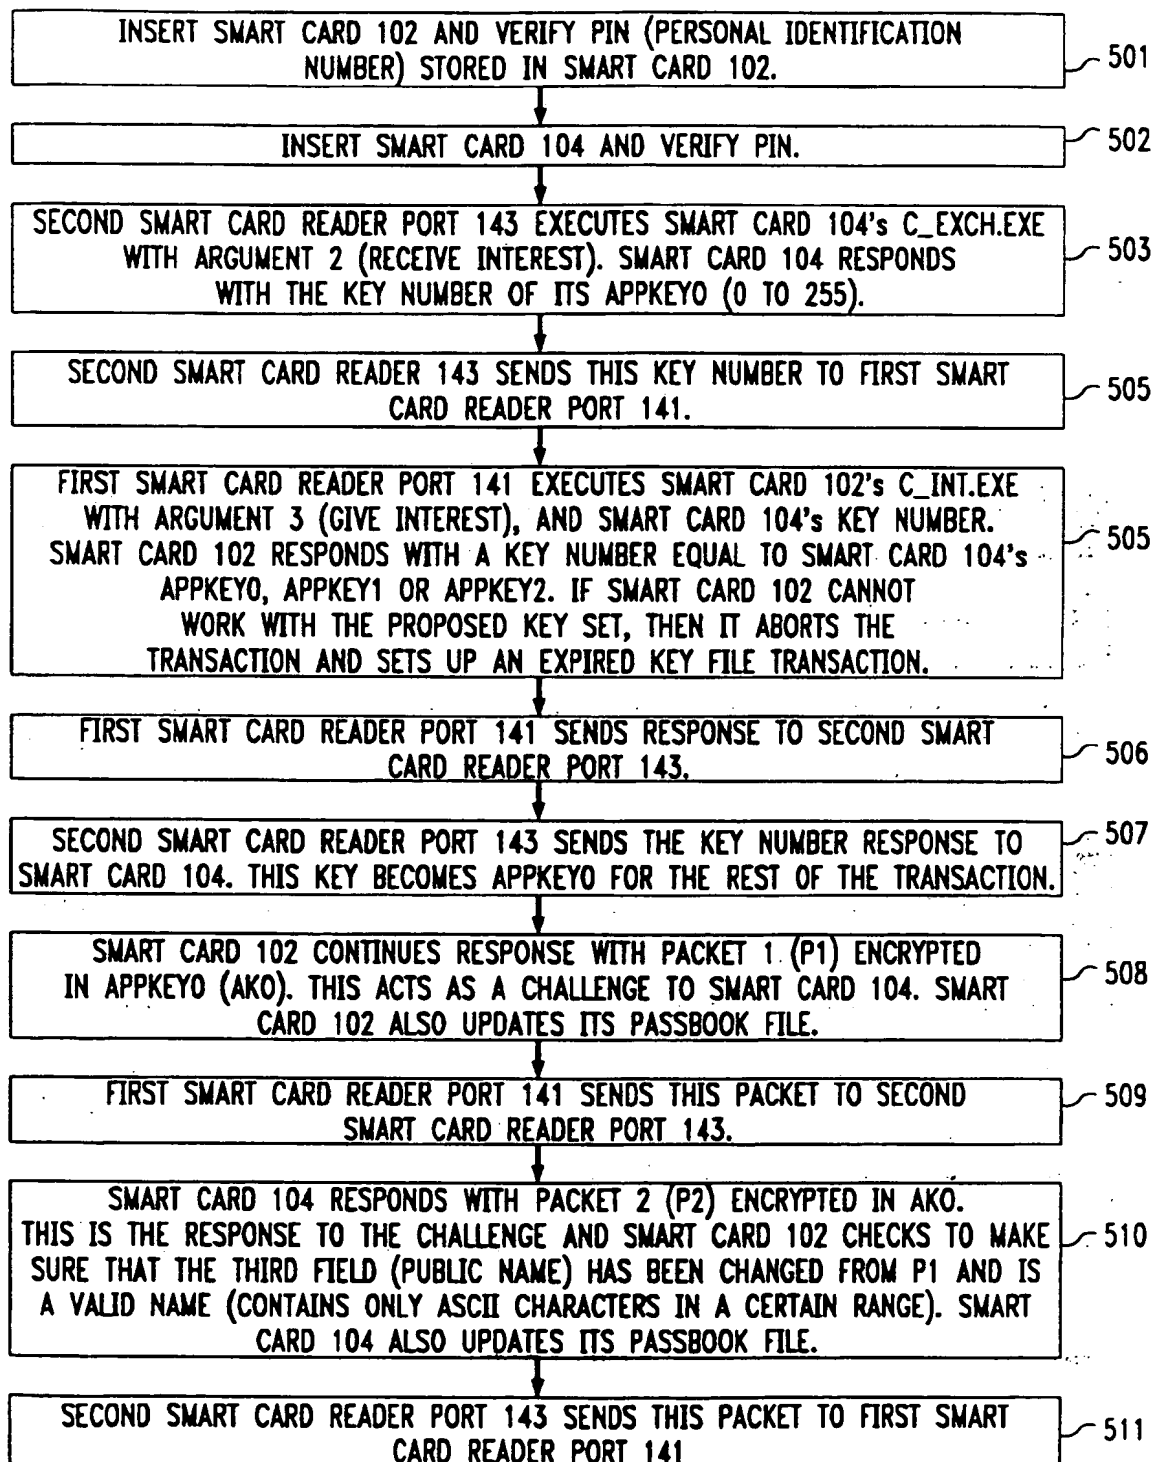 INSERT SMART CARD 102 AND VERIFY PIN (PERSONAL IDENTIFICATION
NUMBER) STORED IN SMART CARD 102.
501
INSERT SMART CARD 104 AND VERIFY PIN.
502
SECOND SMART CARD READER PORT 143 EXECUTES SMART CARD 104's C_EXCH.EXE
WITH ARGUMENT 2 (RECEIVE INTEREST). SMART CARD 104 RESPONDS
WITH THE KEY NUMBER OF ITS APPKEY0 (0 TO 255).
503
SECOND SMART CARD READER 143 SENDS THIS KEY NUMBER TO FIRST SMART
CARD READER PORT 141.
505
FIRST SMART CARD READER PORT 141 EXECUTES SMART CARD 102's C_INT.EXE
WITH ARGUMENT 3 (GIVE INTEREST), AND SMART CARD 104's KEY NUMBER.
SMART CARD 102 RESPONDS WITH A KEY NUMBER EQUAL TO SMART CARD 104's
APPKEY0, APPKEY1 OR APPKEY2. IF SMART CARD 102 CANNOT
WORK WITH THE PROPOSED KEY SET, THEN IT ABORTS THE
TRANSACTION AND SETS UP AN EXPIRED KEY FILE TRANSACTION.
505
FIRST SMART CARD READER PORT 141 SENDS RESPONSE TO SECOND SMART
CARD READER PORT 143.
506
SECOND SMART CARD READER PORT 143 SENDS THE KEY NUMBER RESPONSE TO
SMART CARD 104. THIS KEY BECOMES APPKEY0 FOR THE REST OF THE TRANSACTION.
507
SMART CARD 102 CONTINUES RESPONSE WITH PACKET 1 (P1) ENCRYPTED
IN APPKEY0 (AK0). THIS ACTS AS A CHALLENGE TO SMART CARD 104. SMART
CARD 102 ALSO UPDATES ITS PASSBOOK FILE.
508
FIRST SMART CARD READER PORT 141 SENDS THIS PACKET TO SECOND
SMART CARD READER PORT 143.
509
SMART CARD 104 RESPONDS WITH PACKET 2 (P2) ENCRYPTED IN AK0.
THIS IS THE RESPONSE TO THE CHALLENGE AND SMART CARD 102 CHECKS TO MAKE
SURE THAT THE THIRD FIELD (PUBLIC NAME) HAS BEEN CHANGED FROM P1 AND IS
A VALID NAME (CONTAINS ONLY ASCII CHARACTERS IN A CERTAIN RANGE). SMART
CARD 104 ALSO UPDATES ITS PASSBOOK FILE.
510
SECOND SMART CARD READER PORT 143 SENDS THIS PACKET TO FIRST SMART
CARD READER PORT 141
511